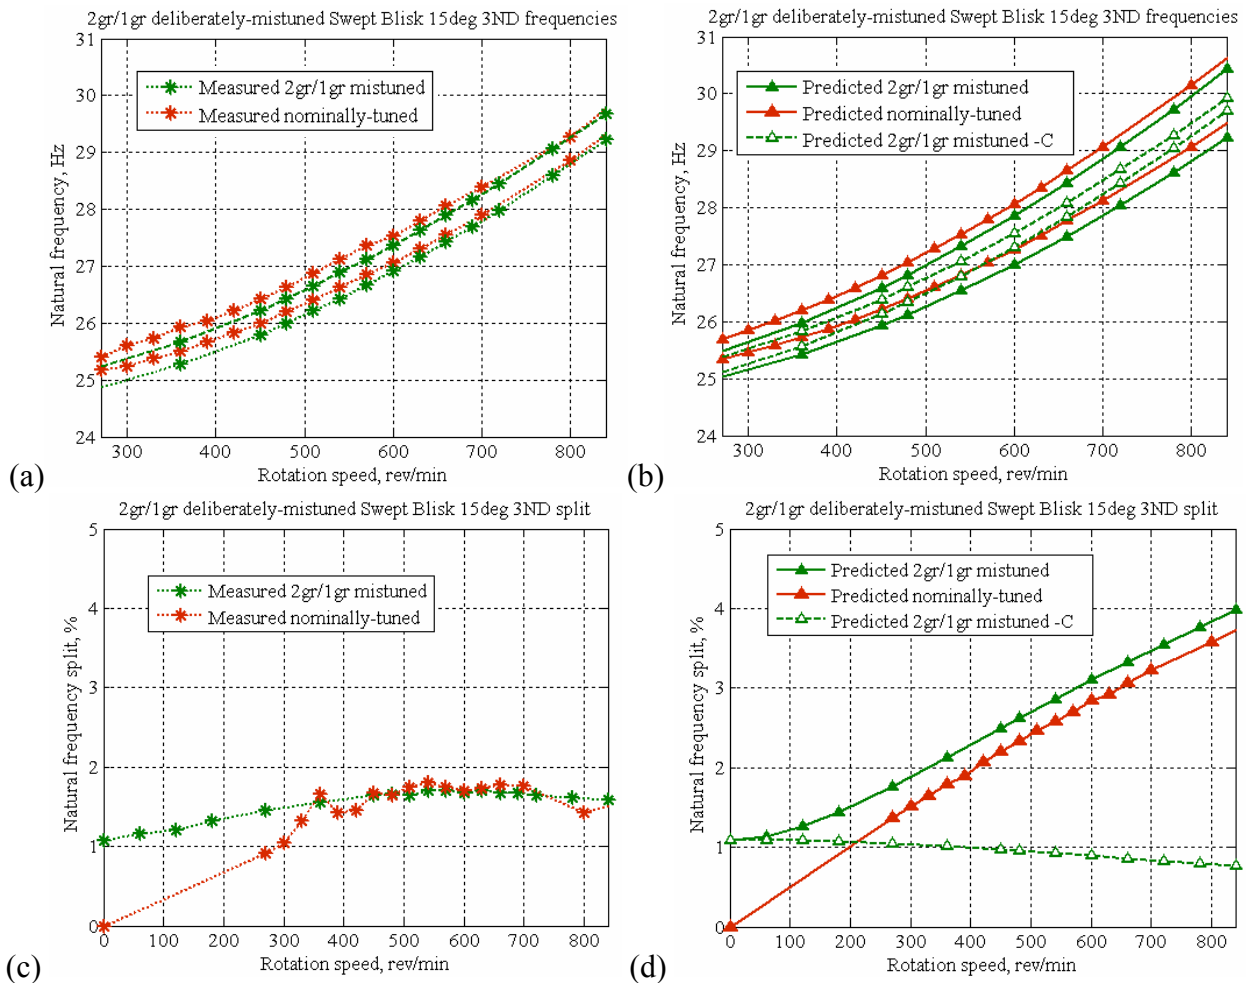 2gr/1gr deliberately-mistuned Swept Blisk 15deg 3ND frequencies
31
30
29
28
27
26
25
24
Natural frequency, Hz
Measured 2gr/1gr mistuned
Measured nominally-tuned
300 400 500 600 700 800
Rotation speed, rev/min
(a)
2gr/1gr deliberately-mistuned Swept Blisk 15deg 3ND frequencies
31
30
29
28
27
26
25
24
Natural frequency, Hz
Predicted 2gr/1gr mistuned
Predicted nominally-tuned
Predicted 2gr/1gr mistuned -C
300 400 500 600 700 800
Rotation speed, rev/min
(b)
2gr/1gr deliberately-mistuned Swept Blisk 15deg 3ND split
5
4
3
2
1
0
Natural frequency split, %
Measured 2gr/1gr mistuned
Measured nominally-tuned
0 100 200 300 400 500 600 700 800
Rotation speed, rev/min
(c)
2gr/1gr deliberately-mistuned Swept Blisk 15deg 3ND split
5
4
3
2
1
0
Natural frequency split, %
Predicted 2gr/1gr mistuned
Predicted nominally-tuned
Predicted 2gr/1gr mistuned -C
0 100 200 300 400 500 600 700 800
Rotation speed, rev/min
(d)